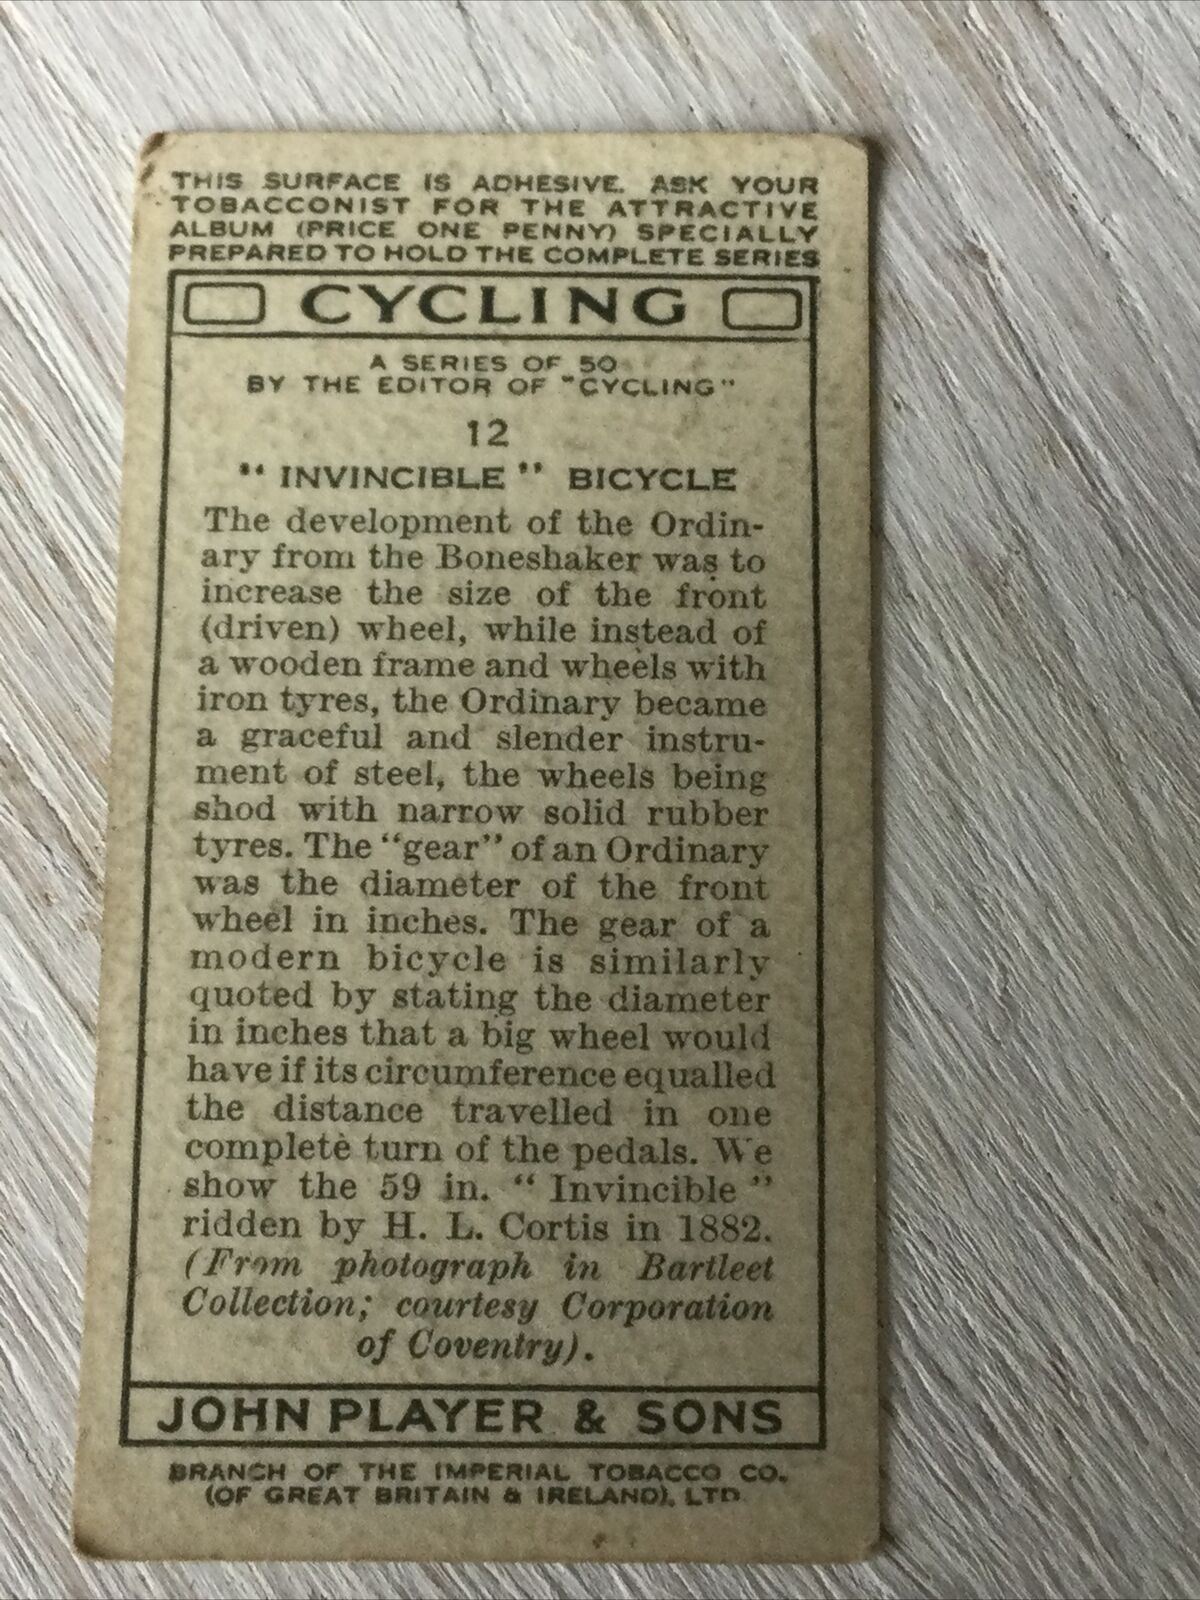 THIS SURFACE IS ADHESIVE. ASK YOUR
TOBACCONIST FOR THE ATTRACTIVE
ALBUM (PRICE ONE PENNY) SPECIALLY
PREPARED TO HOLD THE COMPLETE SERIES
CYCLING
A SERIES OF 50
BY THE EDITOR OF "CYCLING"
12
"INVINCIBLE" BICYCLE
The development of the Ordin-
ary from the Boneshaker was to
increase the size of the front
(driven) wheel, while instead of
a wooden frame and wheels with
iron tyres, the Ordinary became
a graceful and slender instru-
ment of steel, the wheels being
shod with narrow solid rubber
tyres. The "gear" of an Ordinary
was the diameter of the front
wheel in inches. The gear of a
modern bicycle is similarly
quoted by stating the diameter
in inches that a big wheel would
have if its circumference equalled
the distance travelled in one
complete turn of the pedals. We
show the 59 in. "Invincible"
ridden by H. L. Cortis in 1882.
(From photograph in Bartleet
Collection; courtesy Corporation
of Coventry).
JOHN PLAYER & SONS
BRANCH OF THE IMPERIAL TOBACCO CO.
(OF GREAT BRITAIN & IRELAND), LTD